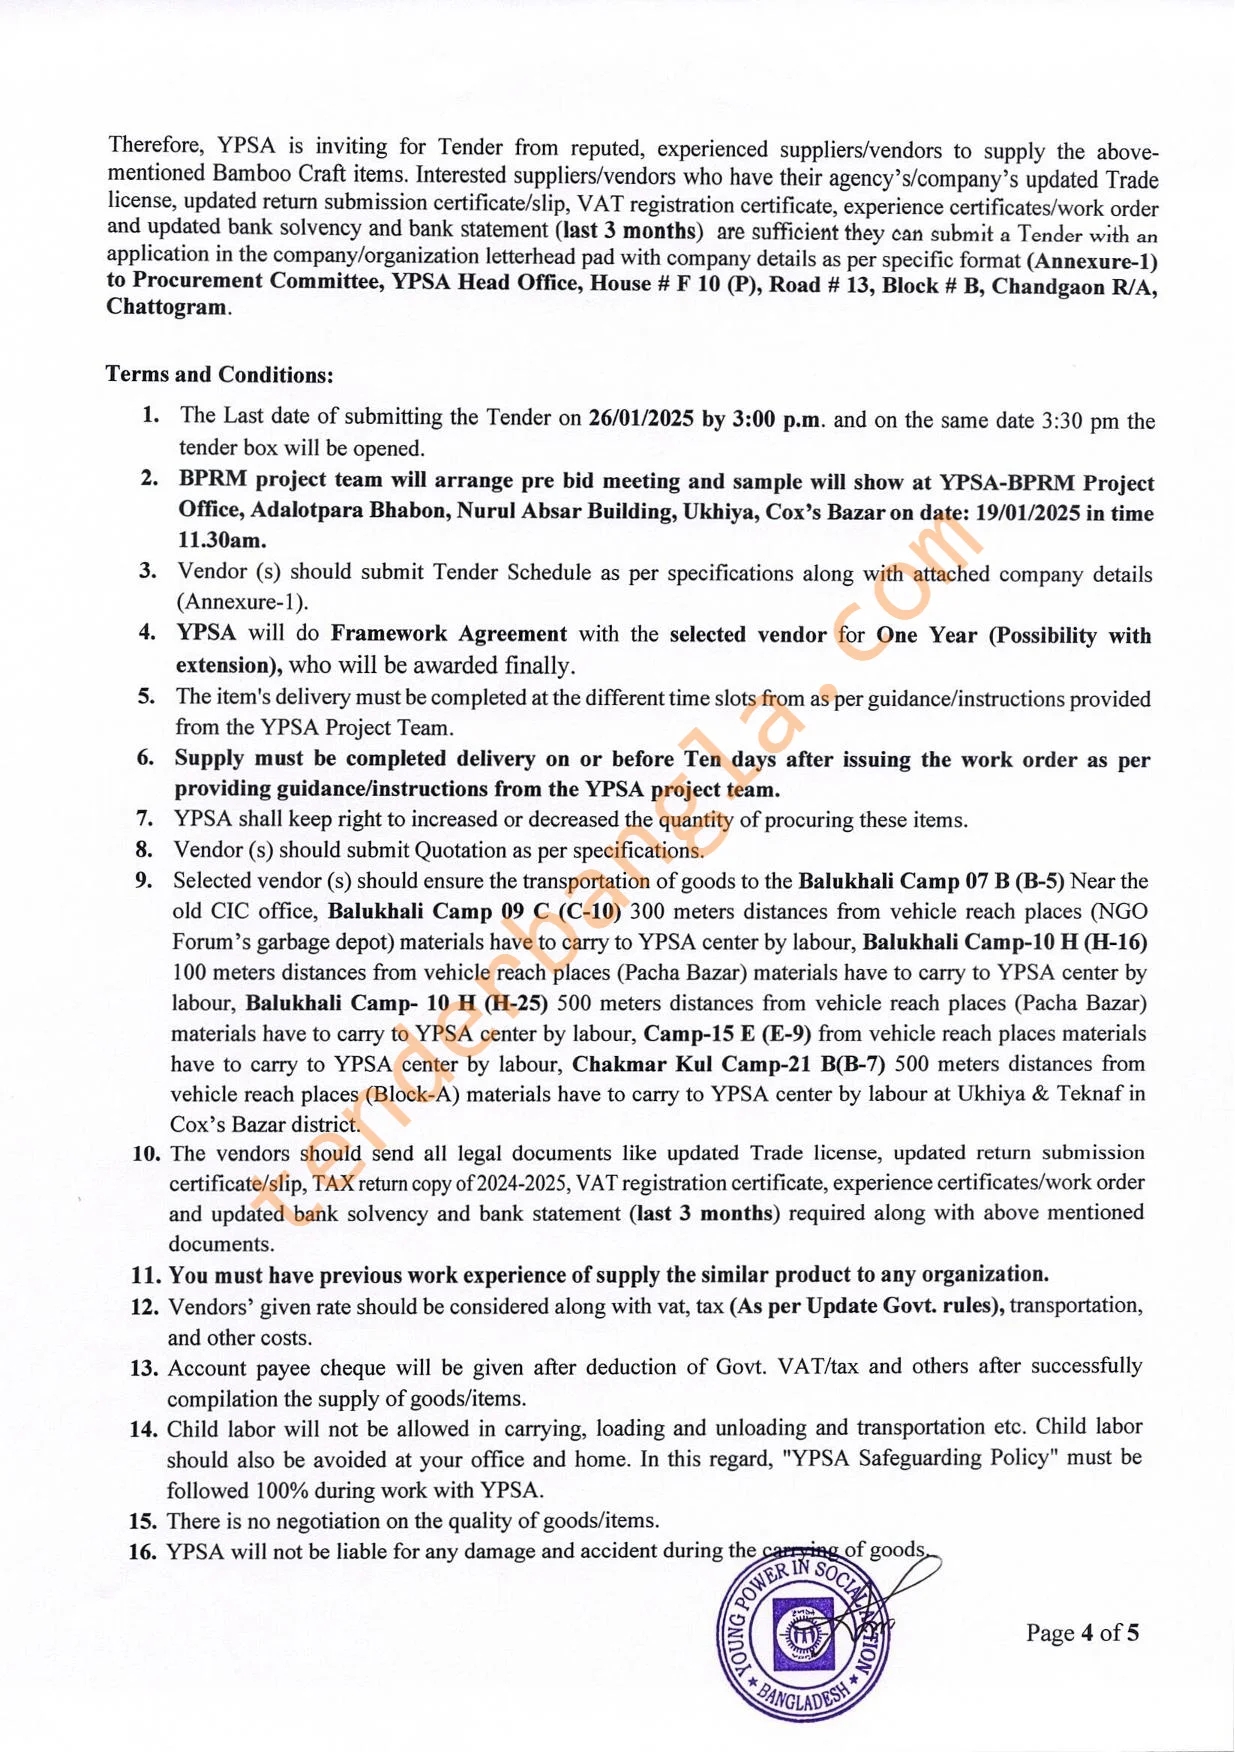 Therefore, YPSA is inviting for Tender from reputed, experienced suppliers/vendors to supply the above-
mentioned Bamboo Craft items. Interested suppliers/vendors who have their agency's/company's updated Trade
license, updated return submission certificate/slip, VAT registration certificate, experience certificates/work order
and updated bank solvency and bank statement (last 3 months) are sufficient they can submit a Tender with an
application in the company/organization letterhead pad with company details as per specific format (Annexure-1)
to Procurement Committee, YPSA Head Office, House # F 10 (P), Road # 13, Block # B, Chandgaon R/A,
Chattogram.
Terms and Conditions:
1. The Last date of submitting the Tender on 26/01/2025 by 3:00 p.m. and on the same date 3:30 pm the
tender box will be opened.
2. BPRM project team will arrange pre bid meeting and sample will show at YPSA-BPRM Project
Office, Adalotpara Bhabon, Nurul Absar Building, Ukhiya, Cox's Bazar on date: 19/01/2025 in time
11.30am.
3. Vendor (s) should submit Tender Schedule as per specifications along with attached company details
(Annexure-1).
4. YPSA will do Framework Agreement with the selected vendor for One Year (Possibility with
extension), who will be awarded finally.
5. The item's delivery must be completed at the different time slots from as per guidance/instructions provided
from the YPSA Project Team.
6. Supply must be completed delivery on or before Ten days after issuing the work order as per
providing guidance/instructions from the YPSA project team.
7. YPSA shall keep right to increased or decreased the quantity of procuring these items.
8. Vendor (s) should submit Quotation as per specifications.
9. Selected vendor (s) should ensure the transportation of goods to the Balukhali Camp 07 B (B-5) Near the
old CIC office, Balukhali Camp 09 C (C-10) 300 meters distances from vehicle reach places (NGO
Forum's garbage depot) materials have to carry to YPSA center by labour, Balukhali Camp-10 H (H-16)
100 meters distances from vehicle reach places (Pacha Bazar) materials have to carry to YPSA center by
labour, Balukhali Camp- 10 H (H-25) 500 meters distances from vehicle reach places (Pacha Bazar)
materials have to carry to YPSA center by labour, Camp-15 E (E-9) from vehicle reach places materials
have to carry to YPSA center by labour, Chakmar Kul Camp-21 B(B-7) 500 meters distances from
vehicle reach places (Block-A) materials have to carry to YPSA center by labour at Ukhiya & Teknaf in
Cox's Bazar district.
10. The vendors should send all legal documents like updated Trade license, updated return submission
certificate/slip, TAX return copy of 2024-2025, VAT registration certificate, experience certificates/work order
and updated bank solvency and bank statement (last 3 months) required along with above mentioned
documents.
11. You must have previous work experience of supply the similar product to any organization.
12. Vendors' given rate should be considered along with vat, tax (As per Update Govt. rules), transportation,
and other costs.
13. Account payee cheque will be given after deduction of Govt. VAT/tax and others after successfully
compilation the supply of goods/items.
14. Child labor will not be allowed in carrying, loading and unloading and transportation etc. Child labor
should also be avoided at your office and home. In this regard, "YPSA Safeguarding Policy" must be
followed 100% during work with YPSA.
15. There is no negotiation on the quality of goods/items.
16. YPSA will not be liable for any damage and accident during the carrying of goods.
YOUNG POWER IN SOCIAL ACTION
★ BANGLADESH ★
Page 4 of 5
tenderbangla.com